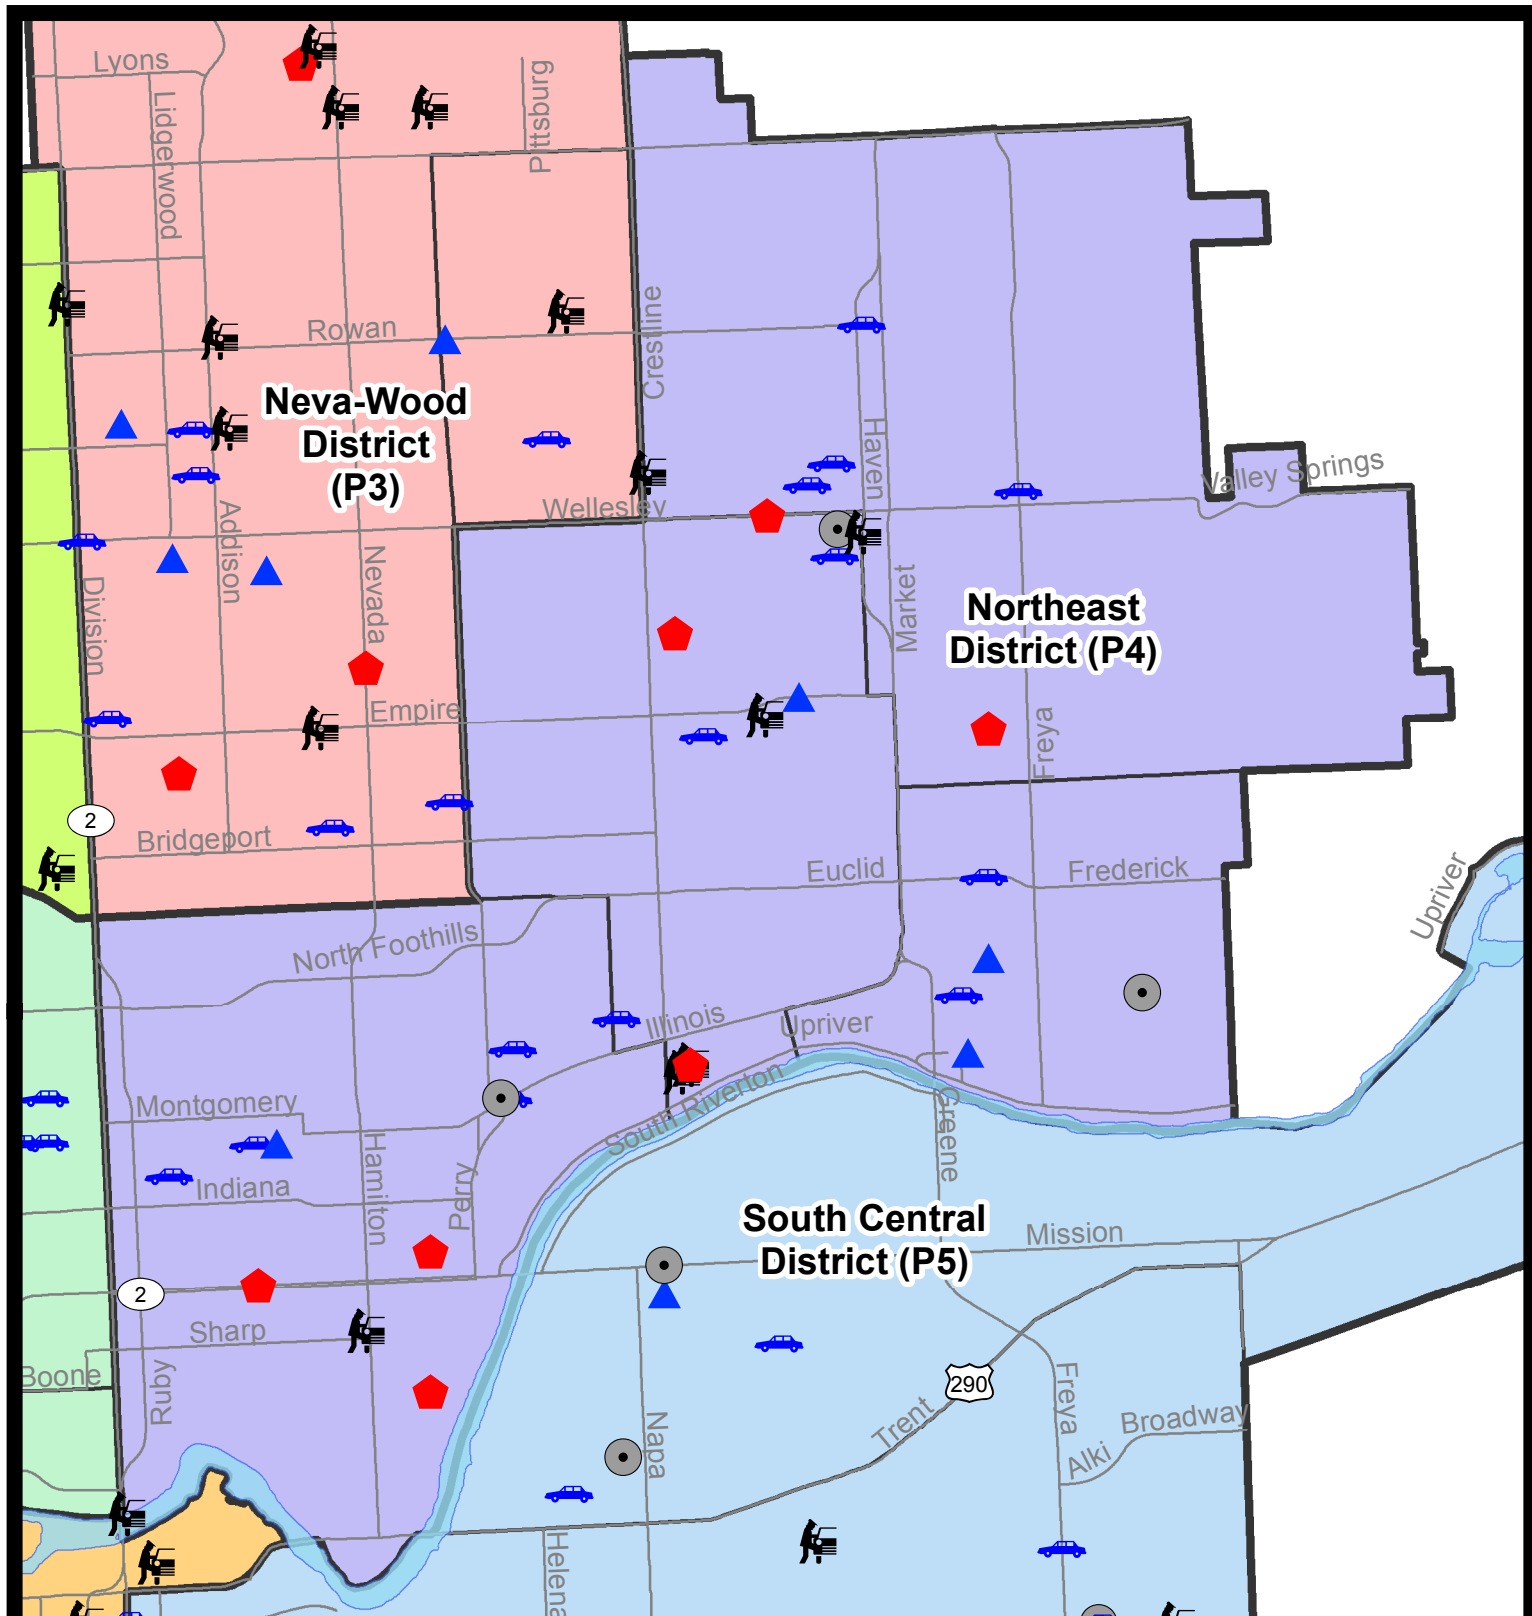 Lyons
Pittsburg
Lidgerwood
Crestline
Rowan
Neva-Wood
District
(P3)
Haven
Valley Springs
Wellesley
Addison
Nevada
Division
Market
Northeast
District (P4)
Empire
Freya
2
Bridgeport
Euclid
Frederick
Upriver
North Foothills
Illinois
Upriver
Montgomery
South Riverton
Greene
Hamilton
Perry
Indiana
South Central
District (P5)
Mission
2
Sharp
Boone
Ruby
290
Freya
Trent
Broadway
Napa
Alki
Helena